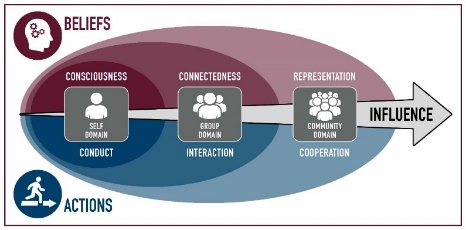 BELIEFS
CONSCIOUSNESS
CONNECTEDNESS
REPRESENTATION
SELF
DOMAIN
GROUP
DOMAIN
COMMUNITY
DOMAIN
INFLUENCE
CONDUCT
INTERACTION
COOPERATION
ACTIONS